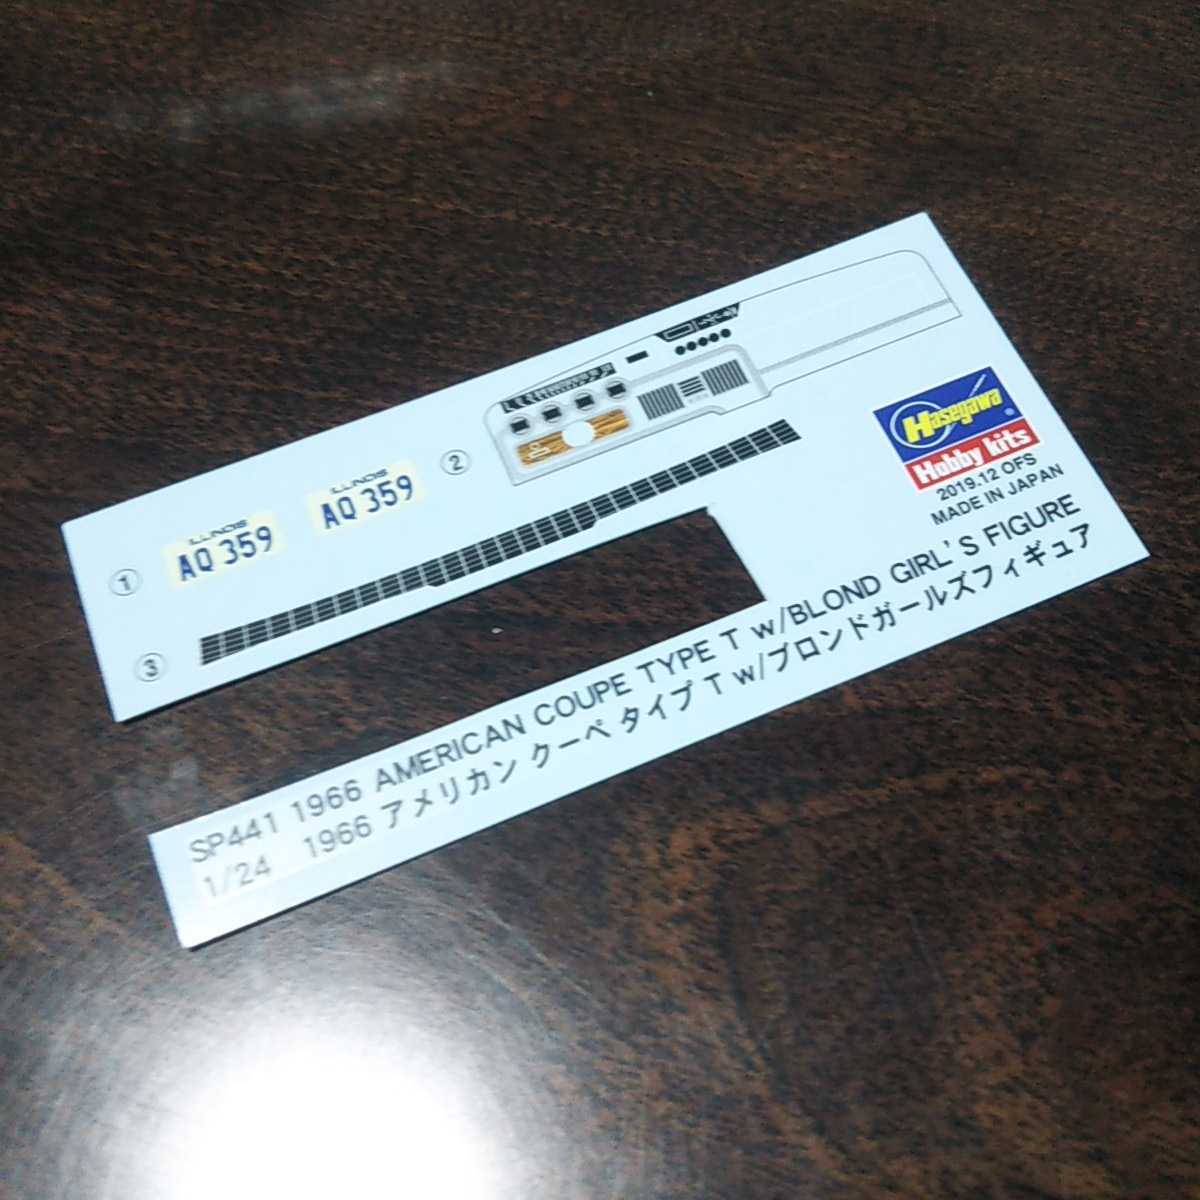 ILLINOIS
AQ 359
ILLINOIS
AQ 359
①
②
③
Hasegawa®
Hobby kits
2019.12 OFS
MADE IN JAPAN
SP441 1966 AMERICAN COUPE TYPE T w/BLOND GIRL'S FIGURE
1/24 1966 アメリカン クーペ タイプ T w/ブロンドガールズフィギュア